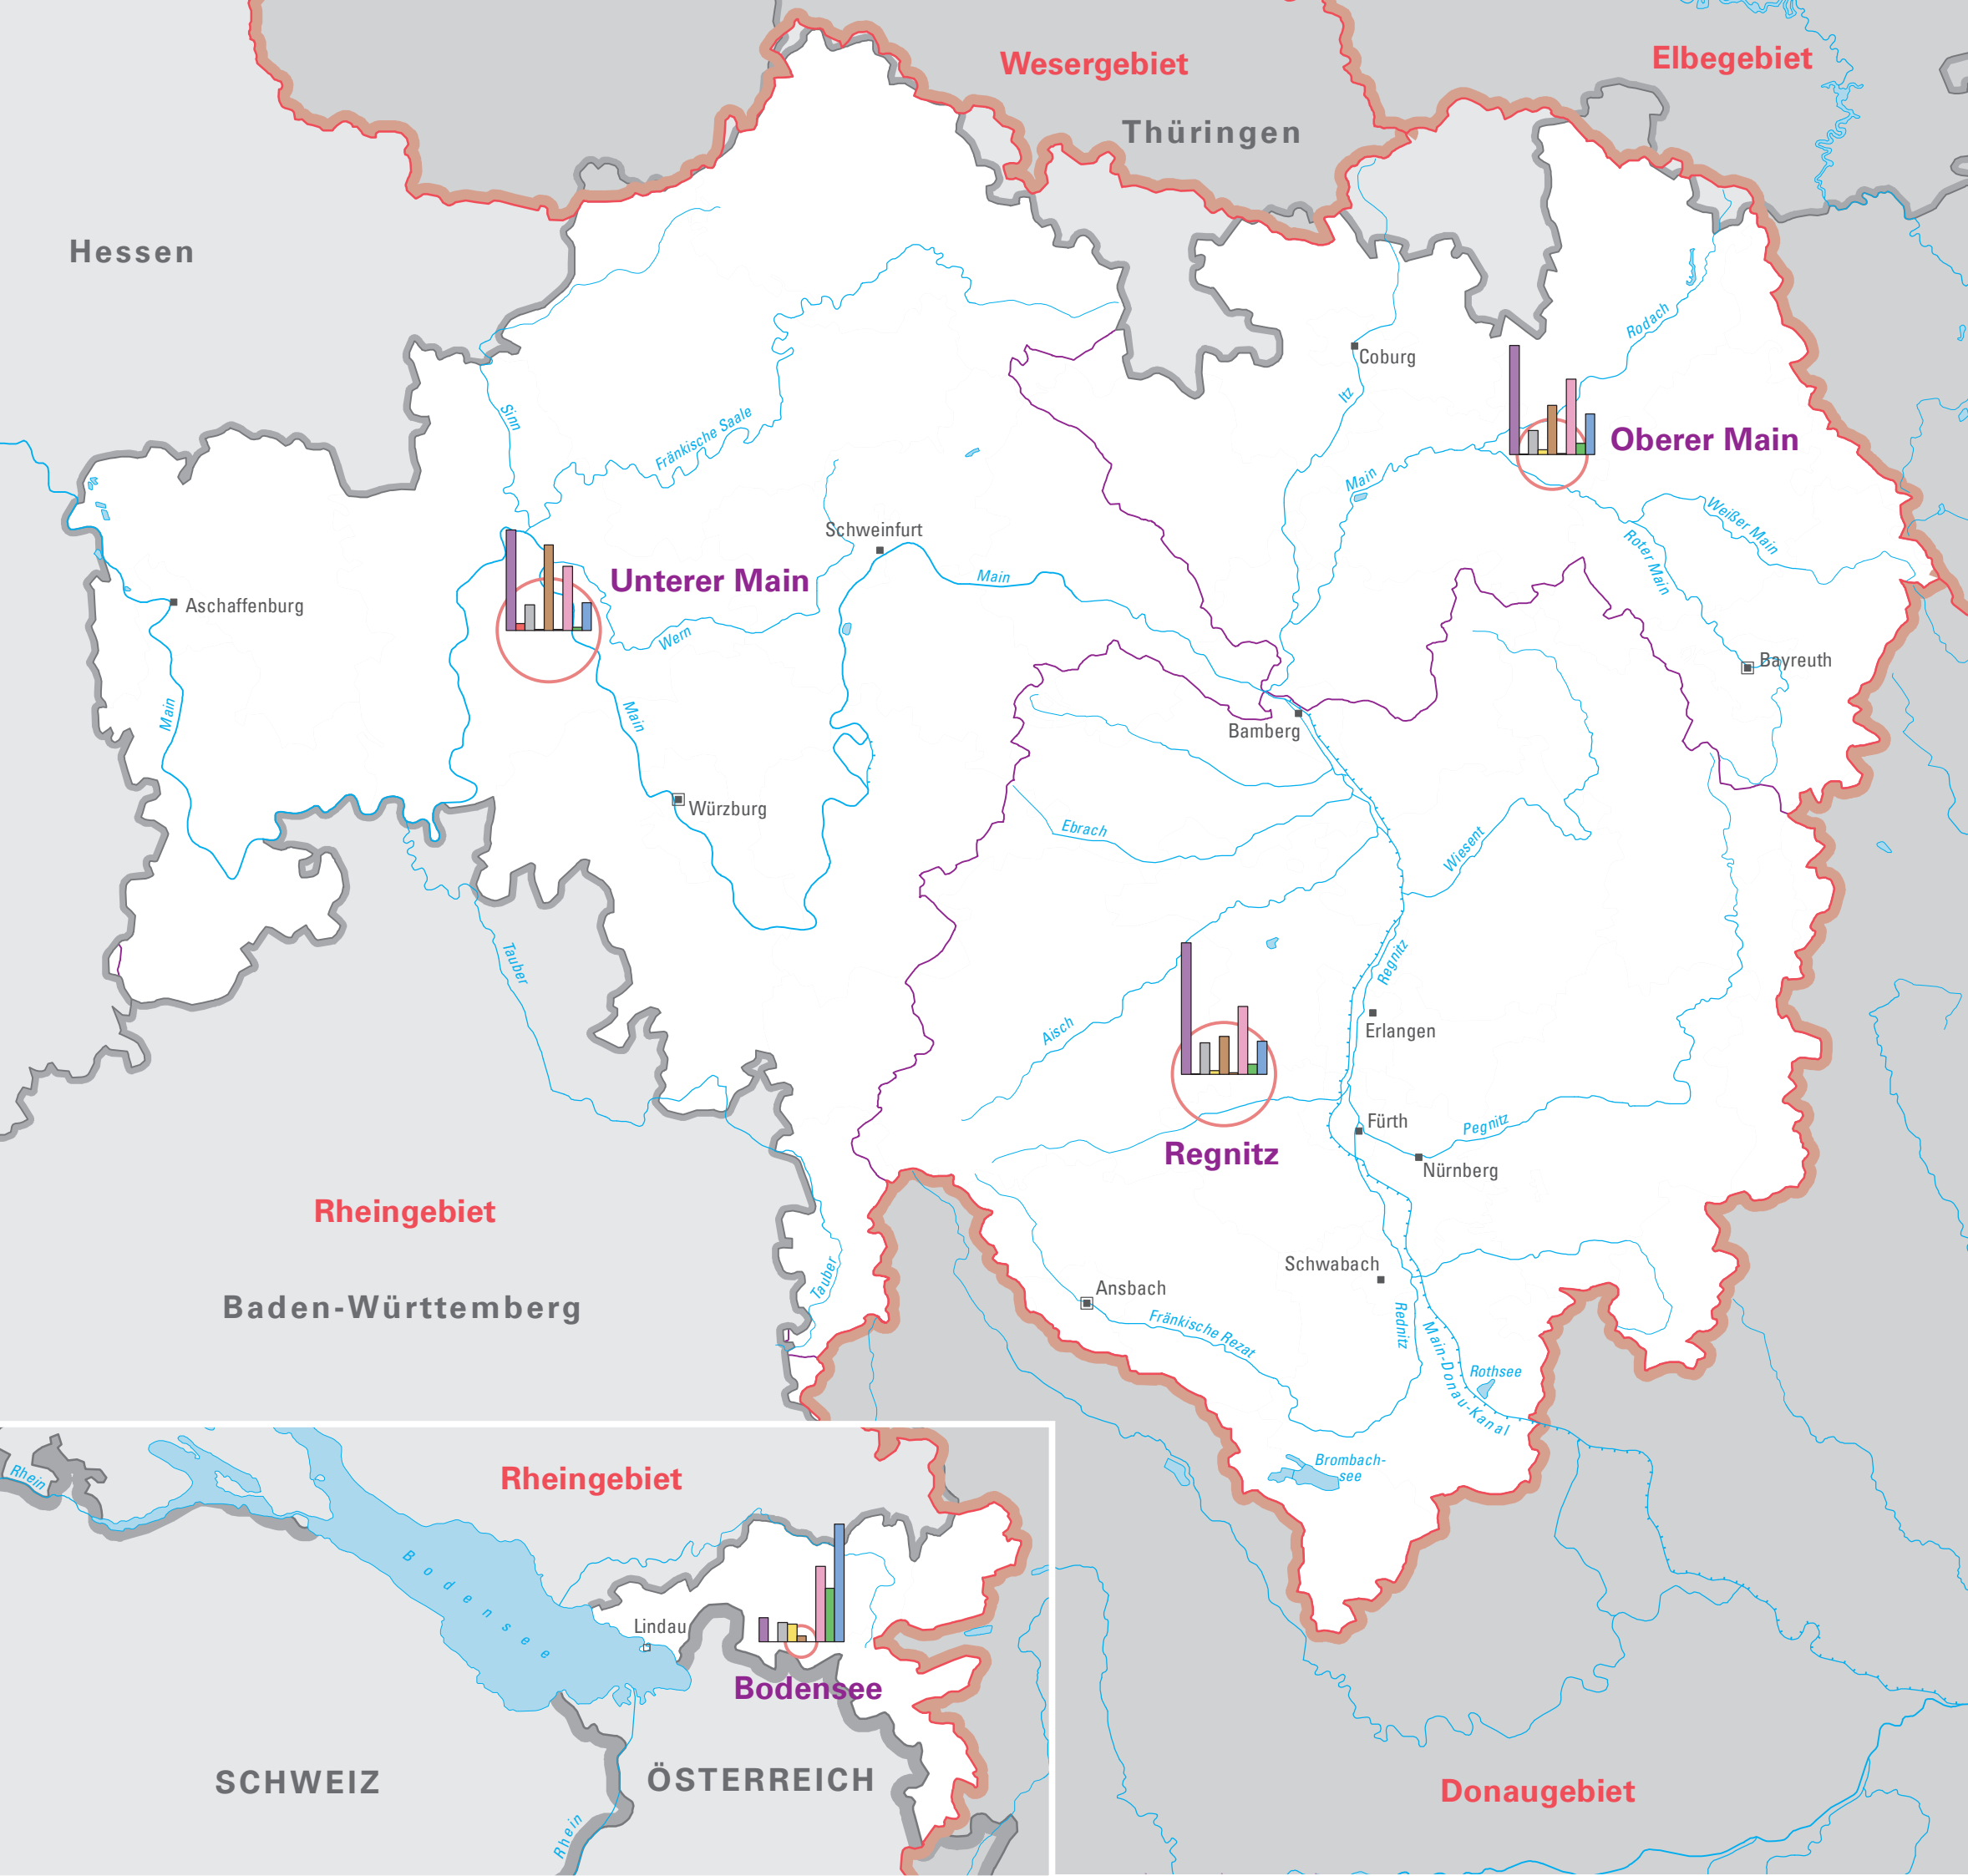 Wesergebiet
Elbegebiet
Thüringen
Hessen
Rodach
Coburg
Itz
Sinn
Fränkische Saale
Oberer Main
Main
Weißer Main
Schweinfurt
Roter Main
Main
Unterer Main
Aschaffenburg
Wern
Bayreuth
Main
Main
Bamberg
Würzburg
Ebrach
Wiesent
Tauber
Regnitz
Aisch
Erlangen
Fürth
Pegnitz
Regnitz
Nürnberg
Rheingebiet
Schwabach
Tauber
Ansbach
Baden-Württemberg
Fränkische Rezat
Rednitz
Main-Donau-Kanal
Rothsee
Brombach-
see
Rhein
Rheingebiet
Bodensee
Lindau
Bodensee
SCHWEIZ
ÖSTERREICH
Rhein
Donaugebiet